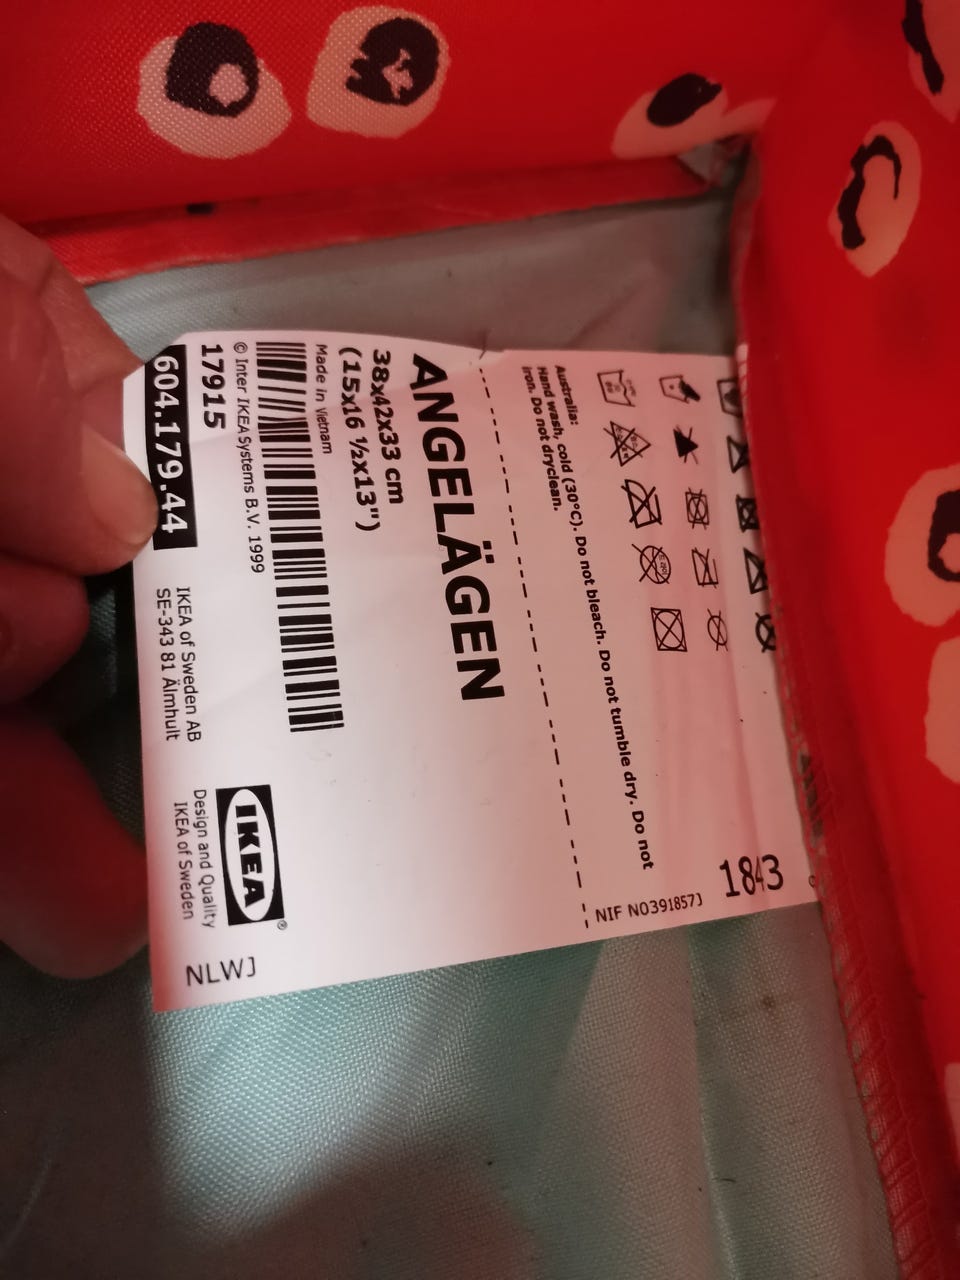 Australia:
Hand wash, cold (30°C). Do not bleach. Do not tumble dry. Do not
iron. Do not dryclean.
NIF N0391857J
1843
ANGELÄGEN
38x42x33 cm
(15x16 ½x13")
Made in Vietnam
© Inter IKEA Systems B.V. 1999
17915
604.179.44
IKEA of Sweden AB
SE-343 81 Älmhult
IKEA®
Design and Quality
IKEA of Sweden
NLWJ